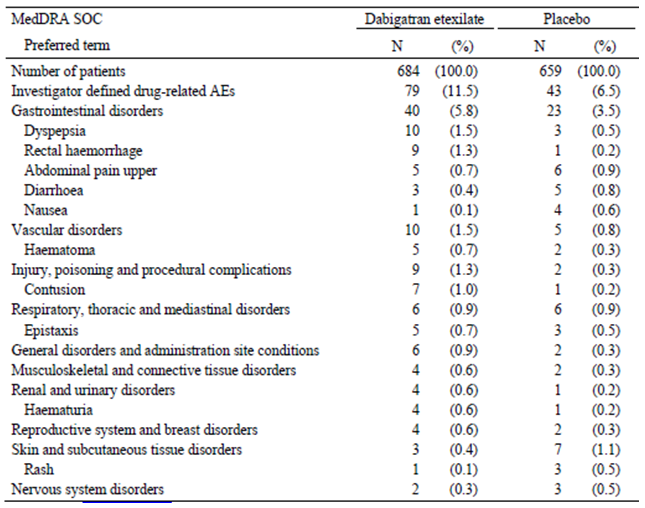 MedDRA SOC Dabigatran etexilate Placebo
Preferred term N (%) N (%)
Number of patients 684 (100.0) 659 (100.0)
Investigator defined drug-related AEs 79 (11.5) 43 (6.5)
Gastrointestinal disorders 40 (5.8) 23 (3.5)
Dyspepsia 10 (1.5) 3 (0.5)
Rectal haemorrhage 9 (1.3) 1 (0.2)
Abdominal pain upper 5 (0.7) 6 (0.9)
Diarrhoea 3 (0.4) 5 (0.8)
Nausea 1 (0.1) 4 (0.6)
Vascular disorders 10 (1.5) 5 (0.8)
Haematoma 5 (0.7) 2 (0.3)
Injury, poisoning and procedural complications 9 (1.3) 2 (0.3)
Contusion 7 (1.0) 1 (0.2)
Respiratory, thoracic and mediastinal disorders 6 (0.9) 6 (0.9)
Epistaxis 5 (0.7) 3 (0.5)
General disorders and administration site conditions 6 (0.9) 2 (0.3)
Musculoskeletal and connective tissue disorders 4 (0.6) 2 (0.3)
Renal and urinary disorders 4 (0.6) 1 (0.2)
Haematuria 4 (0.6) 1 (0.2)
Reproductive system and breast disorders 4 (0.6) 2 (0.3)
Skin and subcutaneous tissue disorders 3 (0.4) 7 (1.1)
Rash 1 (0.1) 3 (0.5)
Nervous system disorders 2 (0.3) 3 (0.5)